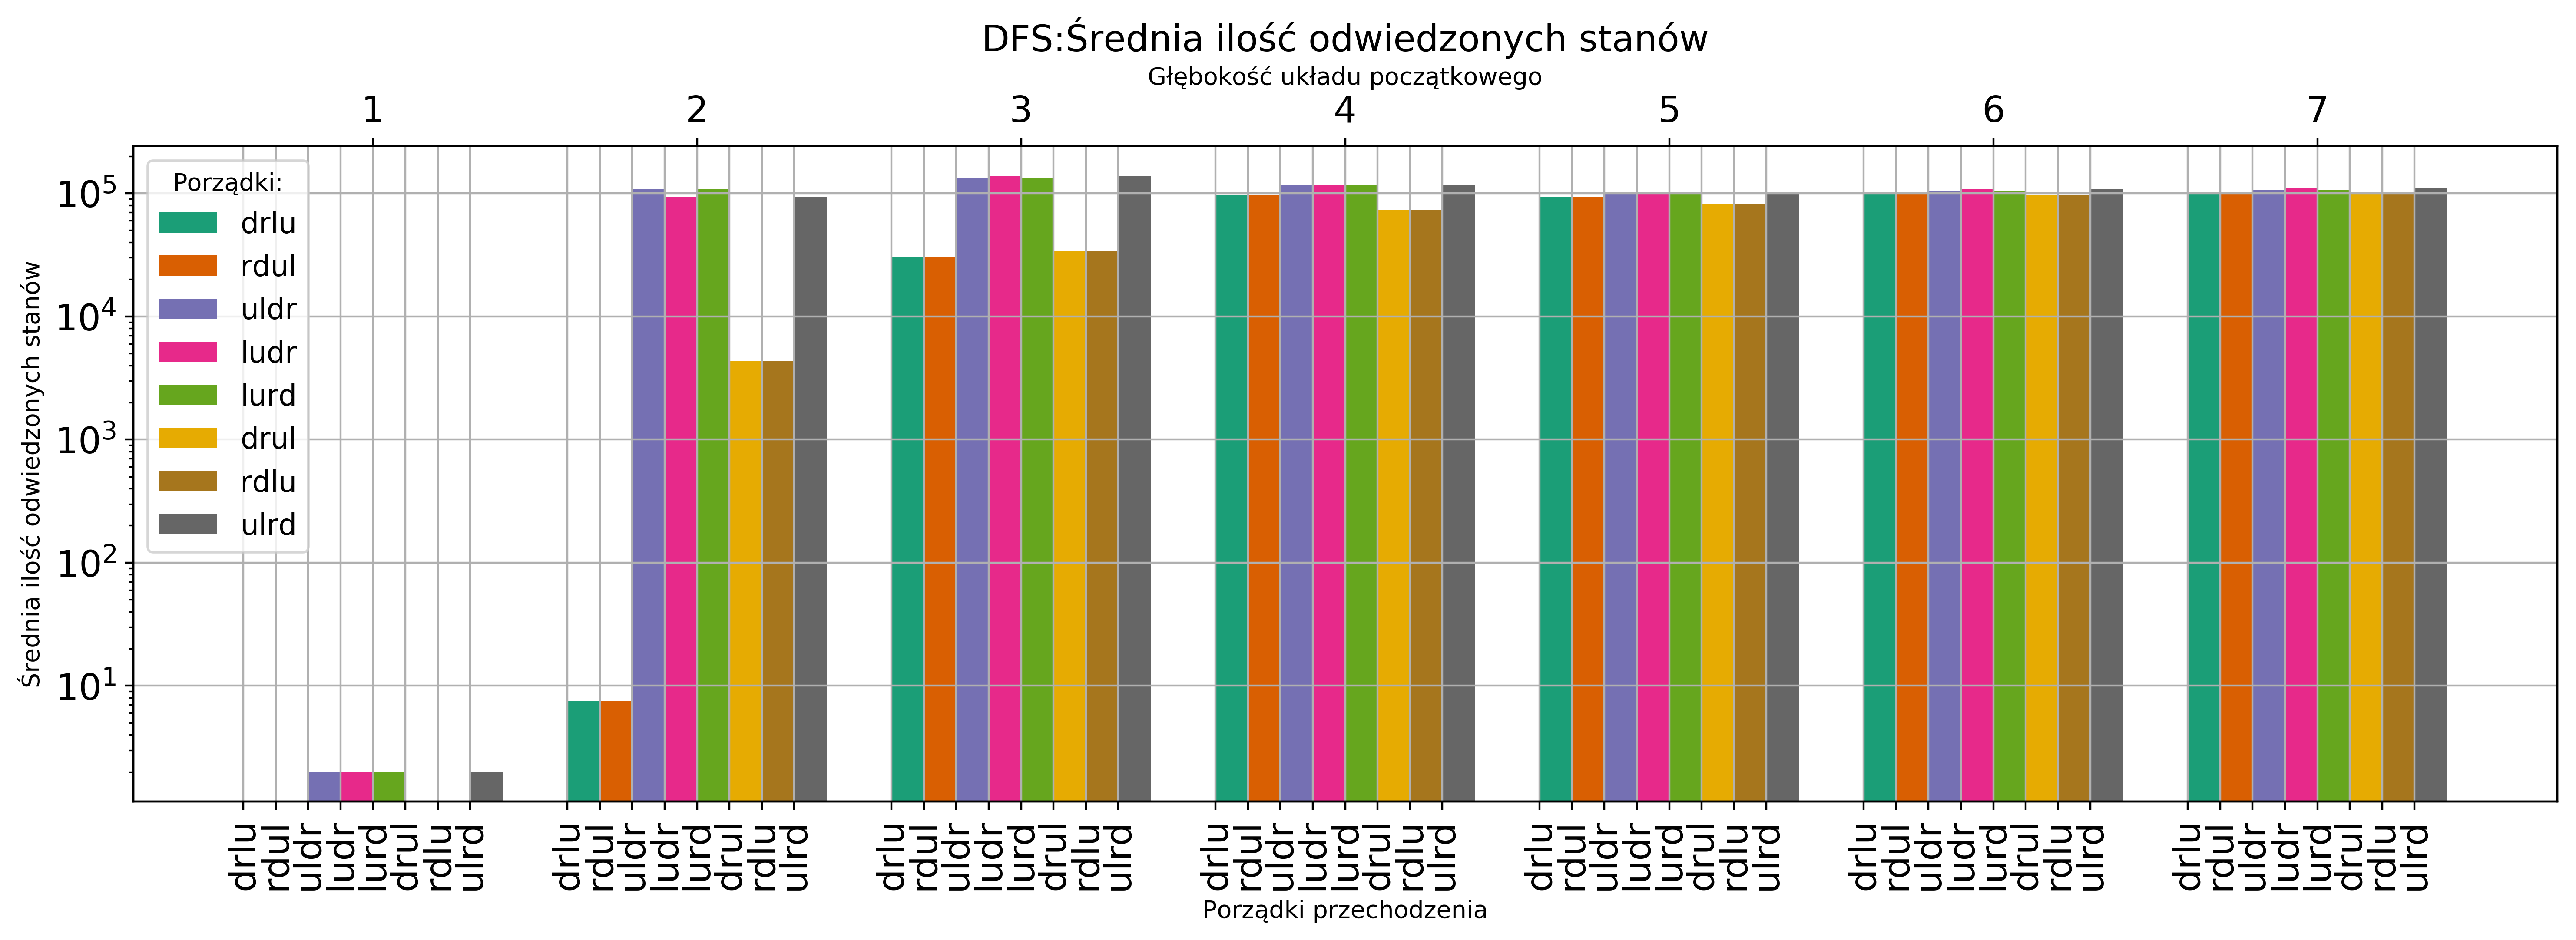 DFS:Średnia ilość odwiedzonych stanów
Głębokość układu początkowego
1 2 3 4 5 6 7
Średnia ilość odwiedzonych stanów
10^5
10^4
10^3
10^2
10^1
Porządki:
drlu
rdul
uldr
ludr
lurd
drul
rdlu
ulrd
drlu rdul uldr ludr lurd drul rdlu ulrd drlu rdul uldr ludr lurd drul rdlu ulrd drlu rdul uldr ludr lurd drul rdlu ulrd drlu rdul uldr ludr lurd drul rdlu ulrd drlu rdul uldr ludr lurd drul rdlu ulrd drlu rdul uldr ludr lurd drul rdlu ulrd drlu rdul uldr ludr lurd drul rdlu ulrd
Porządki przechodzenia